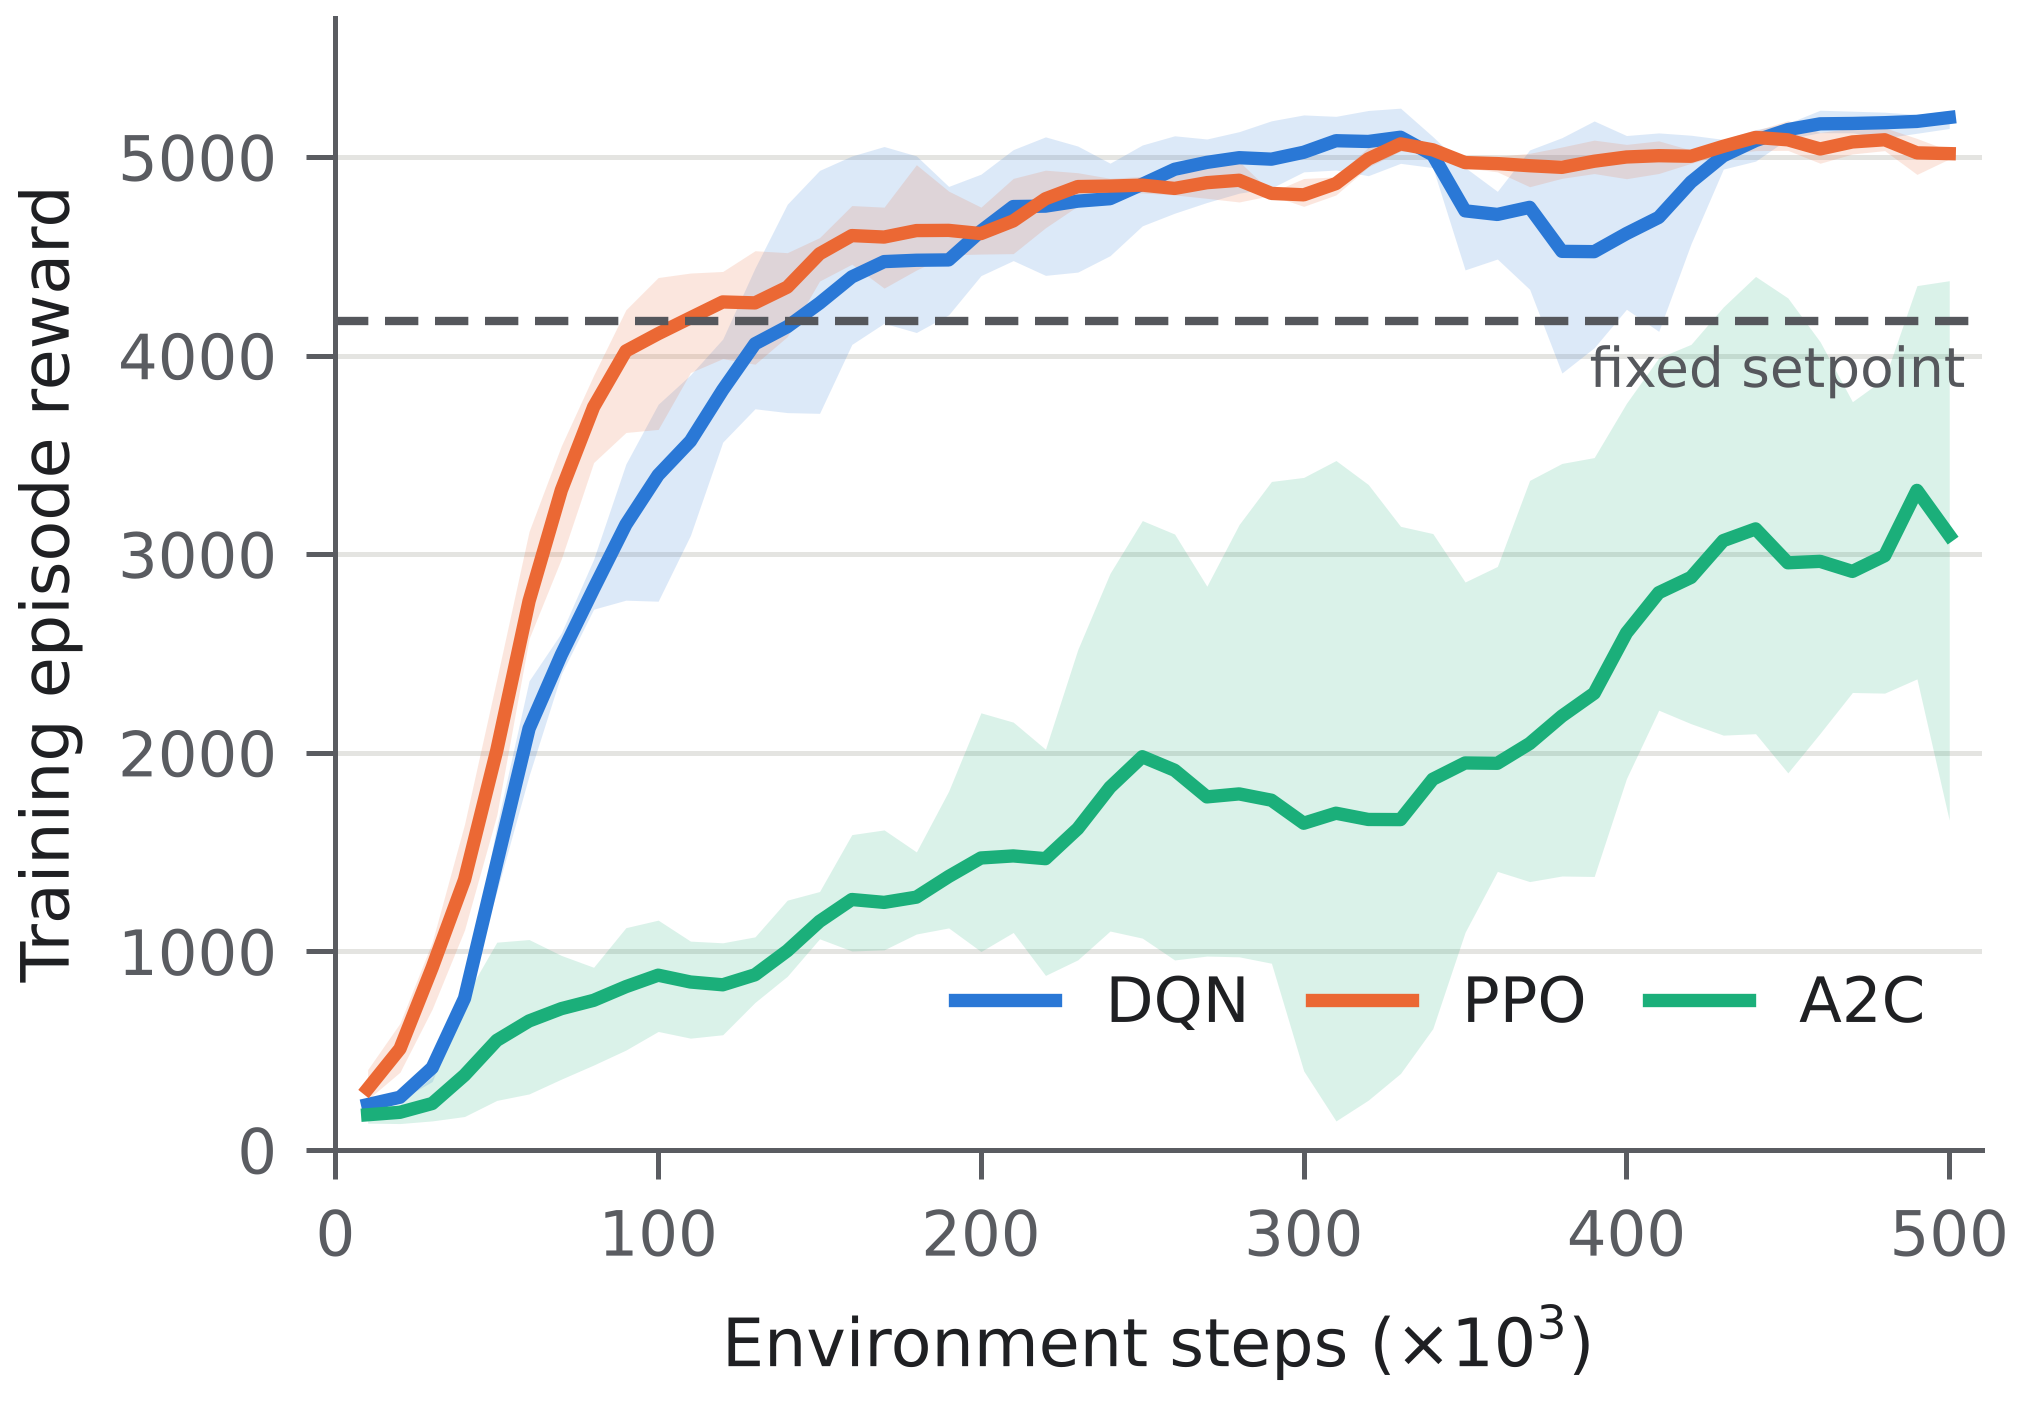 Training episode reward
5000
4000
3000
2000
1000
0
fixed setpoint
DQN PPO A2C
0 100 200 300 400 500
Environment steps (×10³)